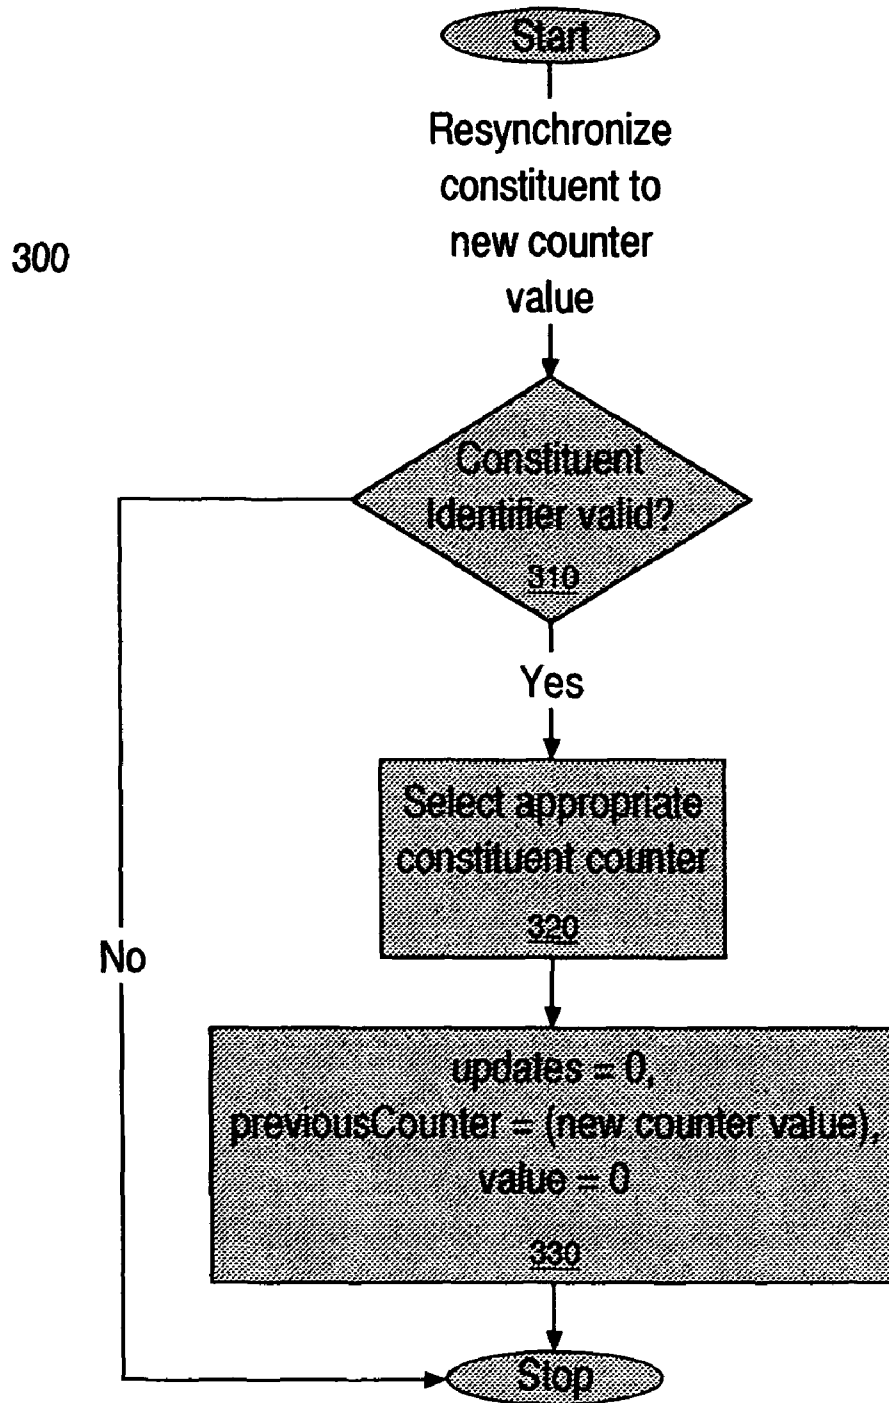 Start
Resynchronize
constituent to
new counter
value
300
Constituent
Identifier valid?
310
Yes
Select appropriate
constituent counter
320
No
updates = 0,
previousCounter = (new counter value),
value = 0
330
Stop